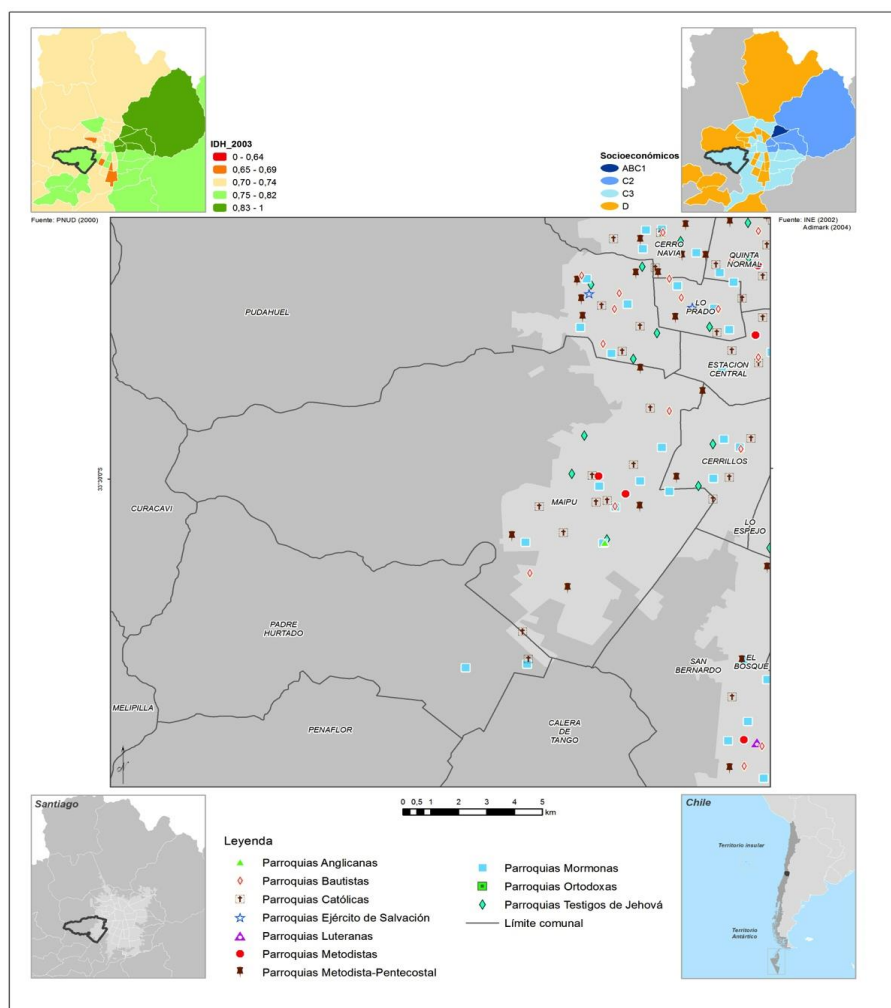 IDH_2003
0 - 0,64
0,65 - 0,69
0,70 - 0,74
0,75 - 0,82
0,83 - 1
Fuente: PNUD (2000)
Socioeconómicos
ABC1
C2
C3
D
Fuente: INE (2002)
Adimark (2004)
CERRO
NAVIA
QUINTA
NORMAL
PUDAHUEL
LO
PRADO
ESTACION
CENTRAL
CERRILLOS
33°30'0"S
CURACAVI
MAIPU
LO
ESPEJO
PADRE
HURTADO
SAN
BERNARDO
EL
BOSQUE
MELIPILLA
PENAFLOR
CALERA
DE
TANGO
Santiago
0 0,5 1 2 3 4 5
km
Chile
Territorio insular
Territorio
Antártico
Leyenda
Parroquias Anglicanas
Parroquias Bautistas
Parroquias Católicas
Parroquias Ejército de Salvación
Parroquias Luteranas
Parroquias Metodistas
Parroquias Metodista-Pentecostal
Parroquias Mormonas
Parroquias Ortodoxas
Parroquias Testigos de Jehová
Límite comunal